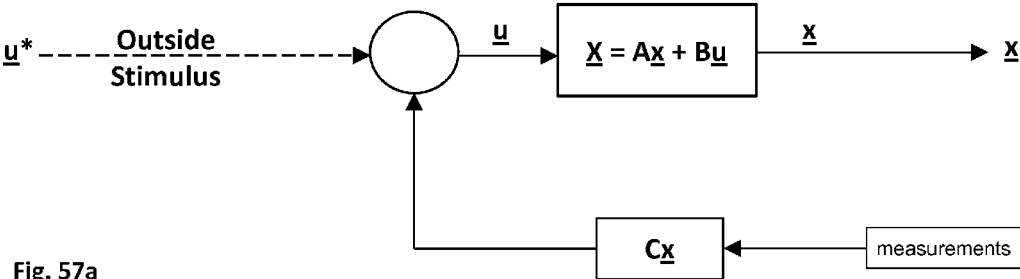 u* Outside u X = Ax + Bu x x
Stimulus
Cx measurements
Fig. 57a